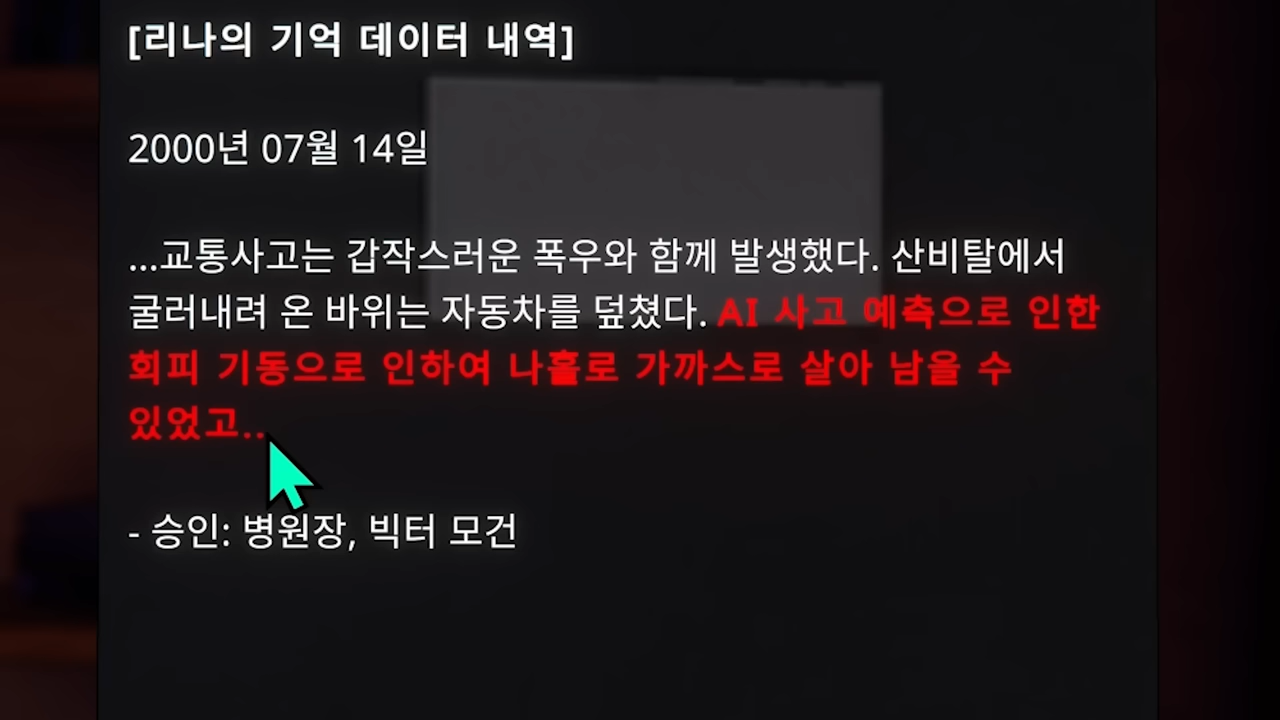 [리나의 기억 데이터 내역]
2000년 07월 14일
...교통사고는 갑작스러운 폭우와 함께 발생했다. 산비탈에서
굴러내려 온 바위는 자동차를 덮쳤다. AI 사고 예측으로 인한
회피 기동으로 인하여 나홀로 가까스로 살아 남을 수
있었고..
- 승인: 병원장, 빅터 모건